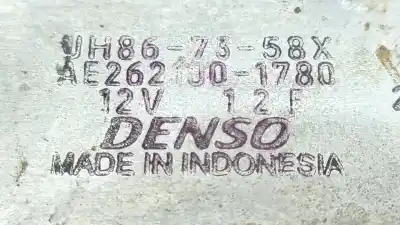 UH86-73-58X
AE262100-1780
12V 12F
DENSO
MADE IN INDONESIA